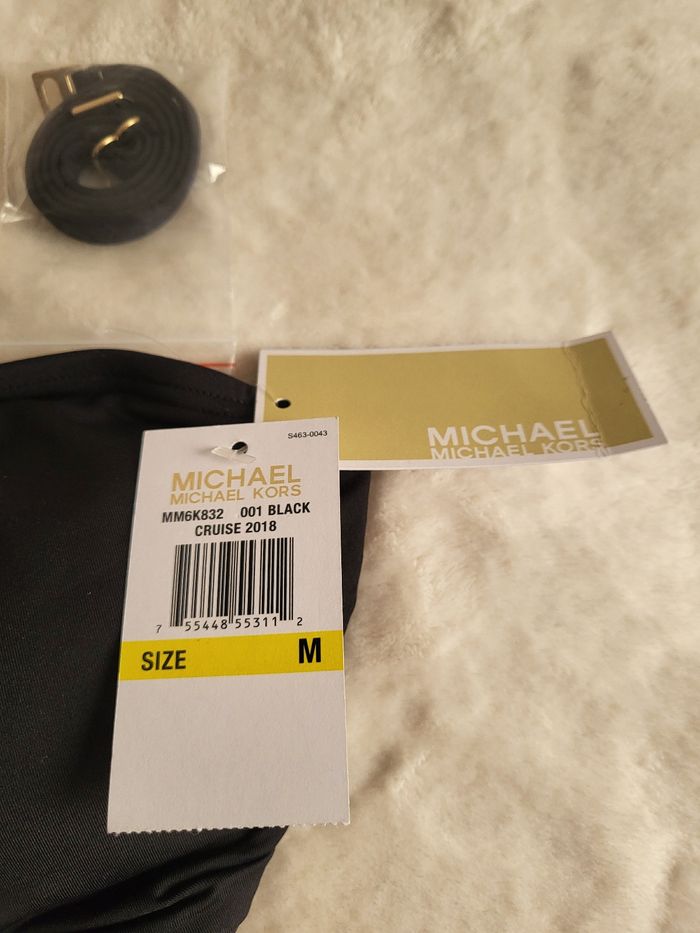 MICHAEL
MICHAEL KORS
S463-0043
MICHAEL
MICHAEL KORS
MM6K832 001 BLACK
CRUISE 2018
7 55448 55311 2
SIZE M